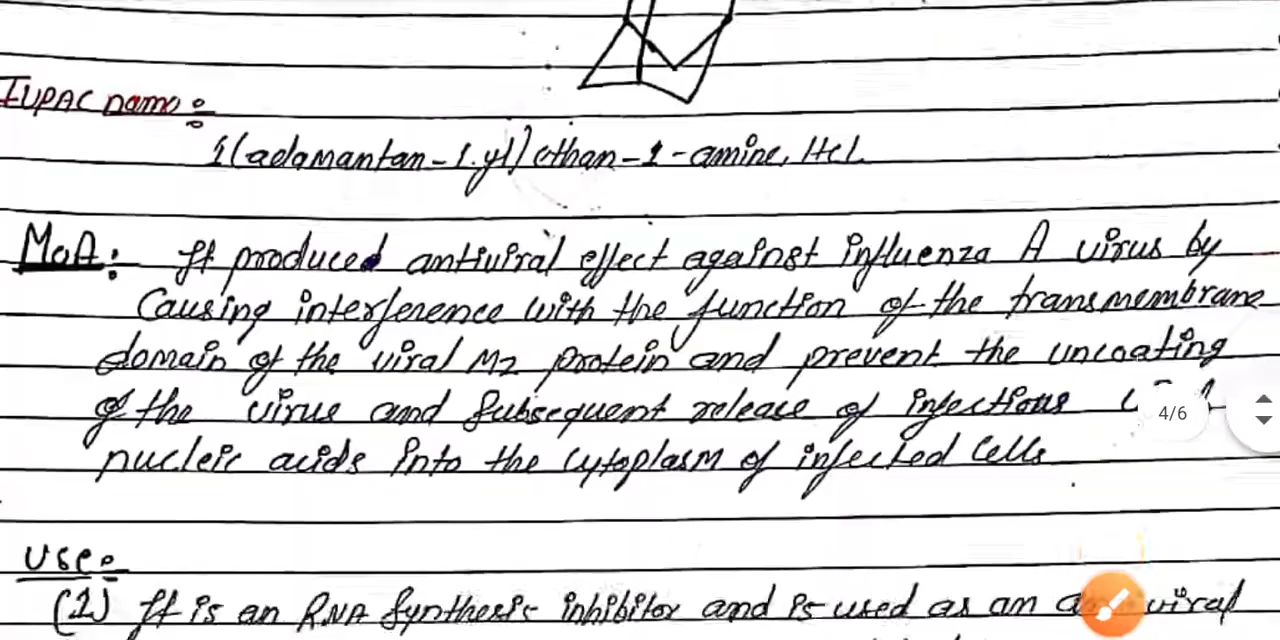 IUPAC name:
1(adamantan-1.yl) ethan-1-amine, Hcl
MoA: It produced antiviral effect against influenza A virus by
Causing interference with the function of the transmembrane
domain of the viral M2 protein and prevent the uncoating
of the virus and Subsequent release of infectious
4/6
nucleic acids into the cytoplasm of infected Cells
USe:
(1) It is an RNA Synthesis inhibitor and is used as an viral